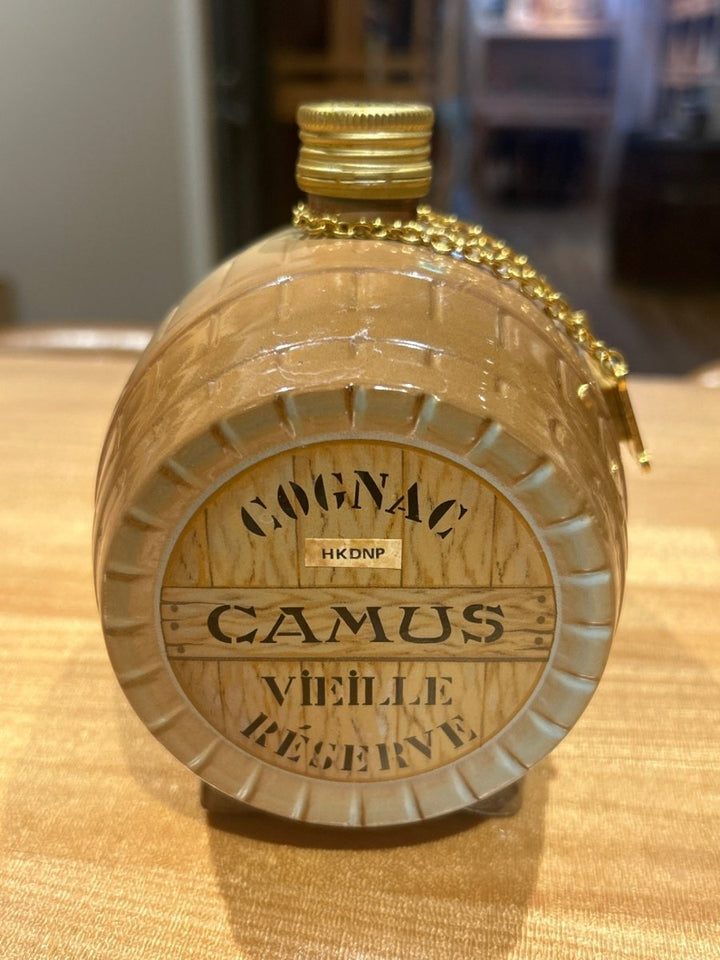 COGNAC
HKDNP
CAMUS
VIEILLE
RÉSERVE